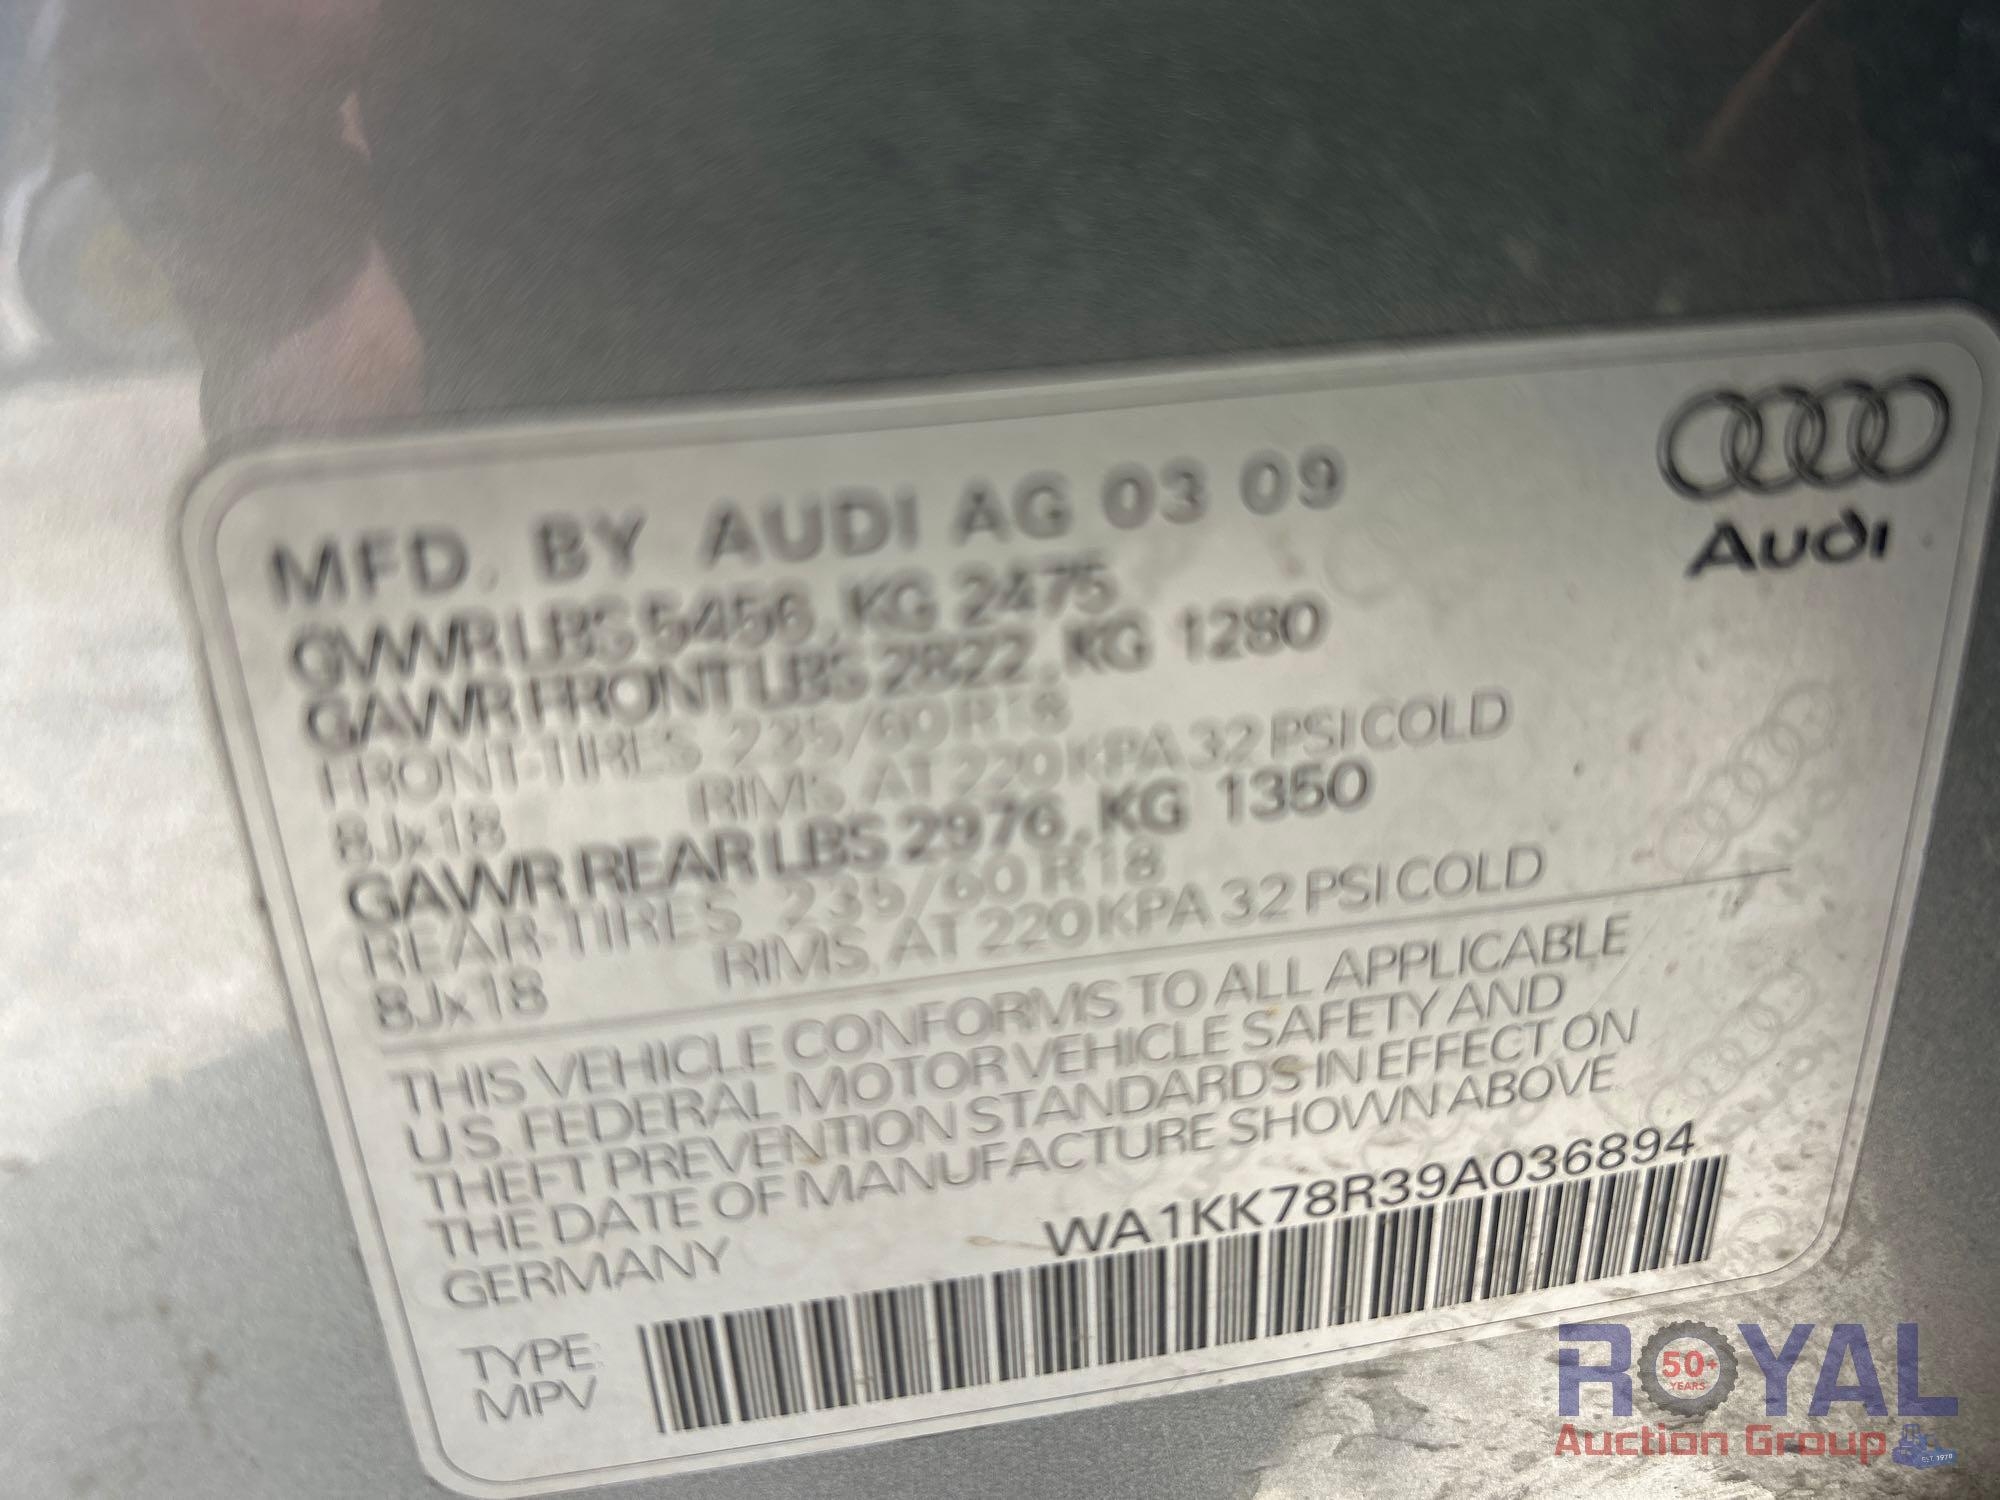 Audi
MFD. BY AUDI AG 03 09
GVWR LBS 5456, KG 2475
GAWR FRONT LBS 2822, KG 1280
FRONT-TIRES 235/60 R18
8Jx18 RIMS, AT 220KPA 32 PSI COLD
GAWR REAR LBS 2976, KG 1350
REAR-TIRES 235/60 R18
8Jx18 RIMS, AT 220KPA 32 PSI COLD
THIS VEHICLE CONFORMS TO ALL APPLICABLE
U.S. FEDERAL MOTOR VEHICLE SAFETY AND
THEFT PREVENTION STANDARDS IN EFFECT ON
THE DATE OF MANUFACTURE SHOWN ABOVE
GERMANY
WA1KK78R39A036894
TYPE:
MPV
ROYAL
50+
YEARS
Auction Group
EST. 1970